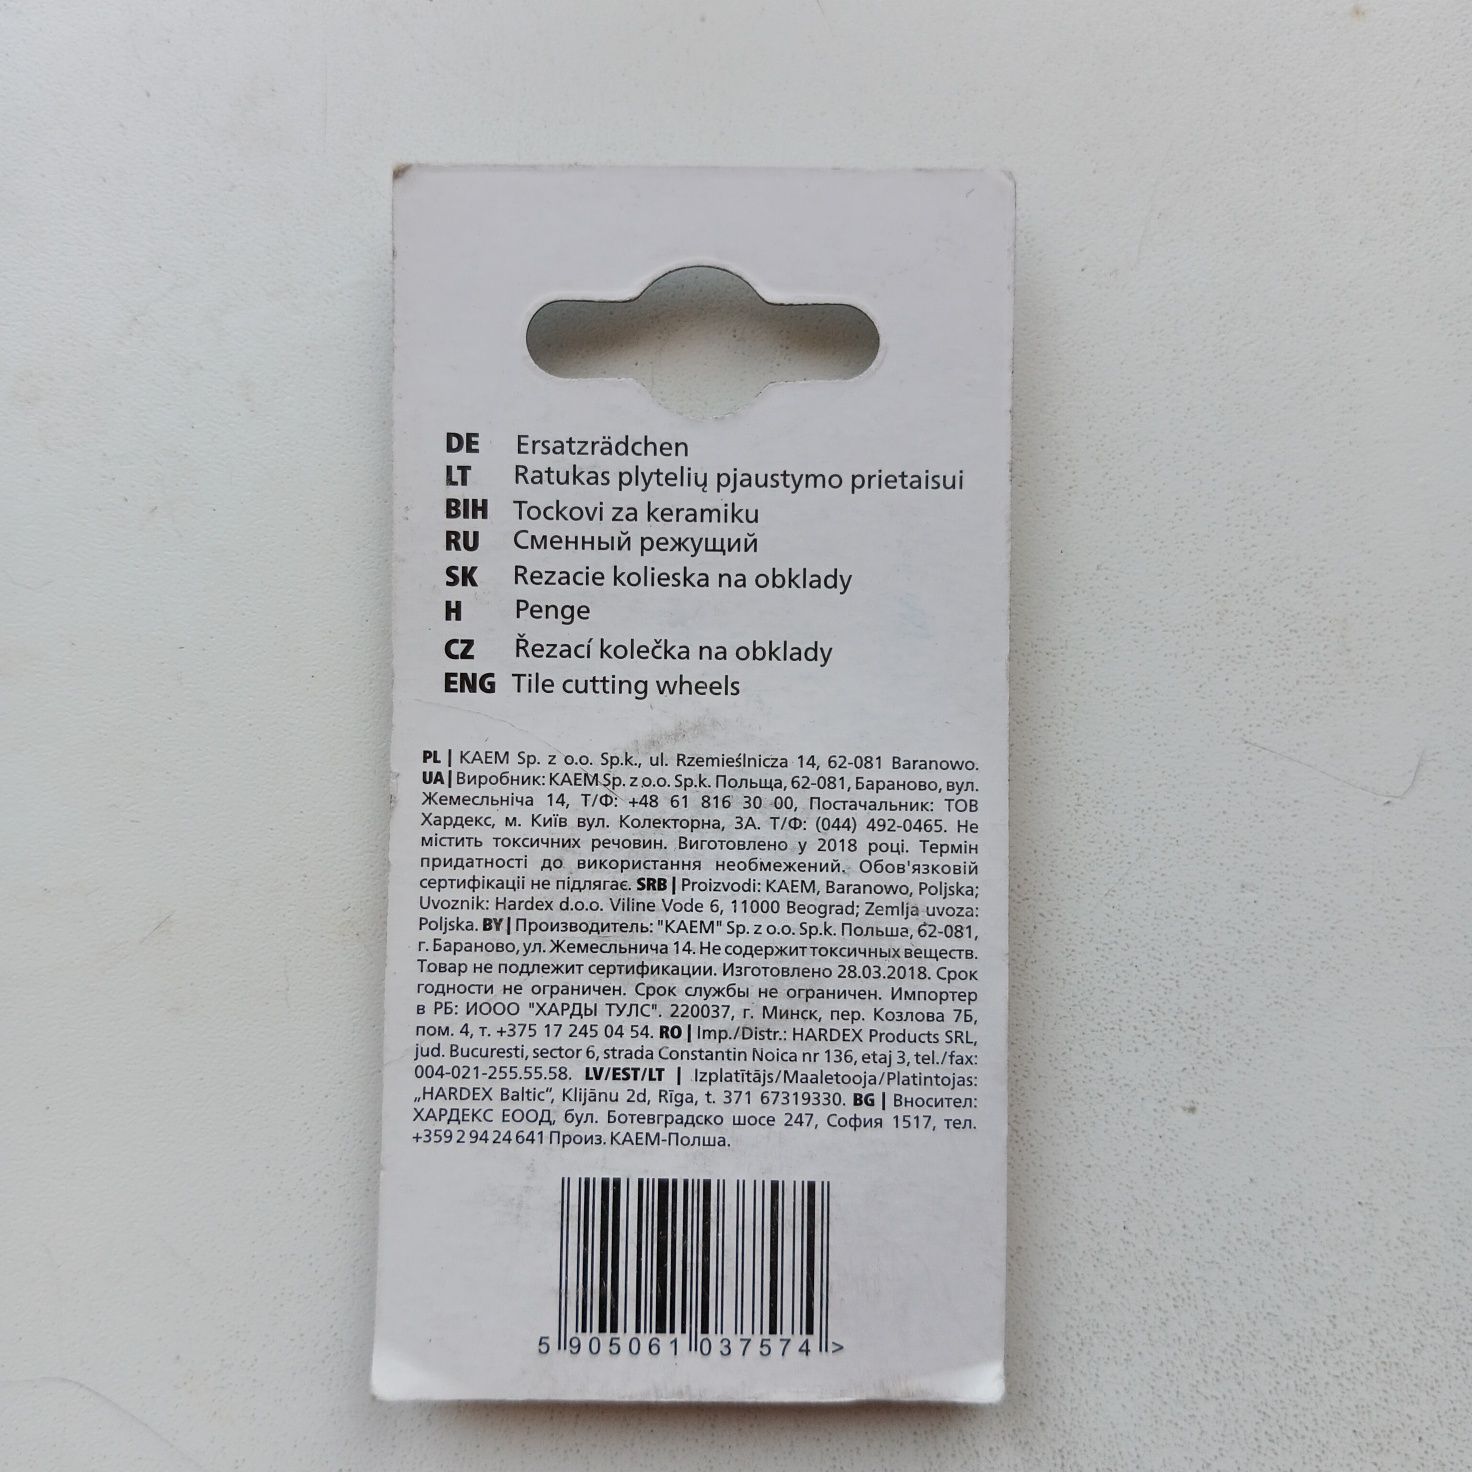 DE Ersatzrädchen
LT Ratukas plytelių pjaustymo prietaisui
BIH Tockovi za keramiku
RU Сменный режущий
SK Rezacie kolieska na obklady
H Penge
CZ Řezací kolečka na obklady
ENG Tile cutting wheels
PL | KAEM Sp. z o.o. Sp.k., ul. Rzemieślnicza 14, 62-081 Baranowo.
UA | Виробник: КАЕМ Sp. z o.o. Sp.k. Польща, 62-081, Бараново, вул.
Жемесльніча 14, Т/Ф: +48 61 816 30 00, Постачальник: ТОВ
Хардекс, м. Київ вул. Колекторна, 3А. Т/Ф: (044) 492-0465. Не
містить токсичних речовин. Виготовлено у 2018 році. Термін
придатності до використання необмежений. Обов'язковій
сертифікації не підлягає. SRB | Proizvodi: KAEM, Baranowo, Poljska;
Uvoznik: Hardex d.o.o. Viline Vode 6, 11000 Beograd; Zemlja uvoza:
Poljska. BY | Производитель: "KAEM" Sp. z o.o. Sp.k. Польша, 62-081,
г. Бараново, ул. Жемесльнича 14. Не содержит токсичных веществ.
Товар не подлежит сертификации. Изготовлено 28.03.2018. Срок
годности не ограничен. Срок службы не ограничен. Импортер
в РБ: ИООО "ХАРДЫ ТУЛС". 220037, г. Минск, пер. Козлова 7Б,
пом. 4, т. +375 17 245 04 54. RO | Imp./Distr.: HARDEX Products SRL,
jud. Bucuresti, sector 6, strada Constantin Noica nr 136, etaj 3, tel./fax:
004-021-255.55.58. LV/EST/LT | Izplatītājs/Maaletooja/Platintojas:
„HARDEX Baltic“, Klijānu 2d, Rīga, t. 371 67319330. BG | Вносител:
ХАРДЕКС ЕООД, бул. Ботевградско шосе 247, София 1517, тел.
+359 2 94 24 641 Произ. КАЕМ-Полша.
5 905061 037574 >